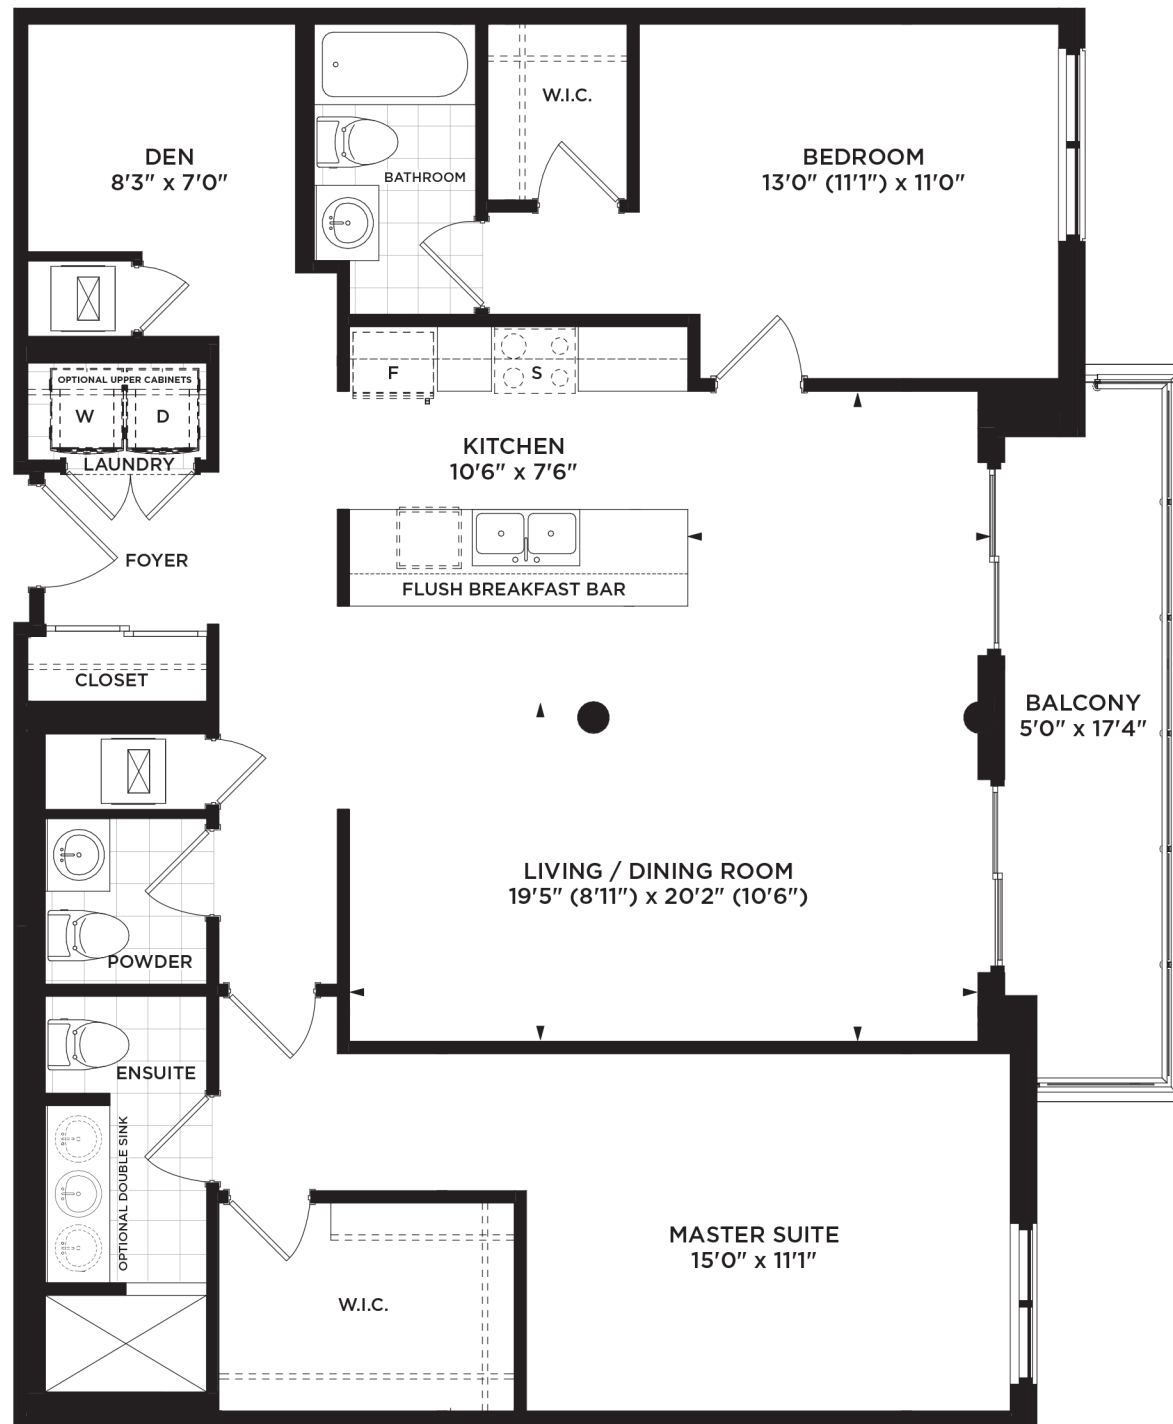 DEN
8'3" x 7'0"
BATHROOM
W.I.C.
BEDROOM
13'0" (11'1") x 11'0"
OPTIONAL UPPER CABINETS
W
D
LAUNDRY
F
S
KITCHEN
10'6" x 7'6"
FOYER
FLUSH BREAKFAST BAR
CLOSET
BALCONY
5'0" x 17'4"
LIVING / DINING ROOM
19'5" (8'11") x 20'2" (10'6")
POWDER
ENSUITE
OPTIONAL DOUBLE SINK
W.I.C.
MASTER SUITE
15'0" x 11'1"